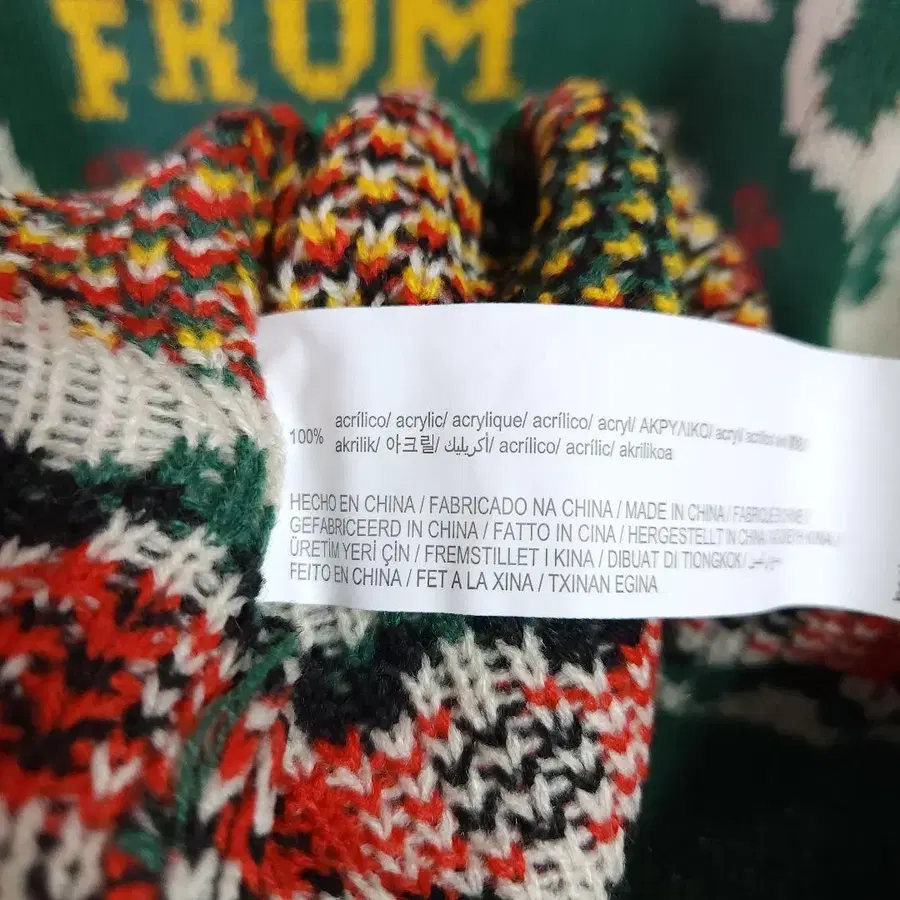 FROM
acrílico/ acrylic/ acrylique/ acrílico/ acryl/ ΑΚΡΥΛΙΚΟ/ acryl/
100%
akrilik/ 아크릴/ أكريليك/ acrílico/ acrílic/ akrilikoa
HECHO EN CHINA / FABRICADO NA CHINA / MADE IN CHINA /
GEFABRICEERD IN CHINA / FATTO IN CINA / HERGESTELLT IN CHINA
ÜRETİM YERİ ÇİN / FREMSTILLET I KINA / DIBUAT DI TIONGKOK /
FEITO EN CHINA / FET A LA XINA / TXINAN EGINA